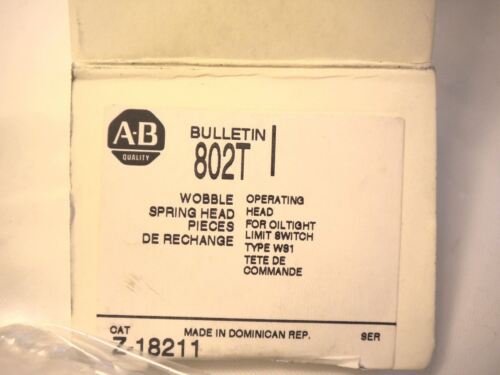 A-B
QUALITY
BULLETIN
802T
WOBBLE
SPRING HEAD
PIECES
DE RECHANGE
OPERATING
HEAD
FOR OILTIGHT
LIMIT SWITCH
TYPE WS1
TETE DE
COMMANDE
CAT
MADE IN DOMINICAN REP.
SER
Z-18211